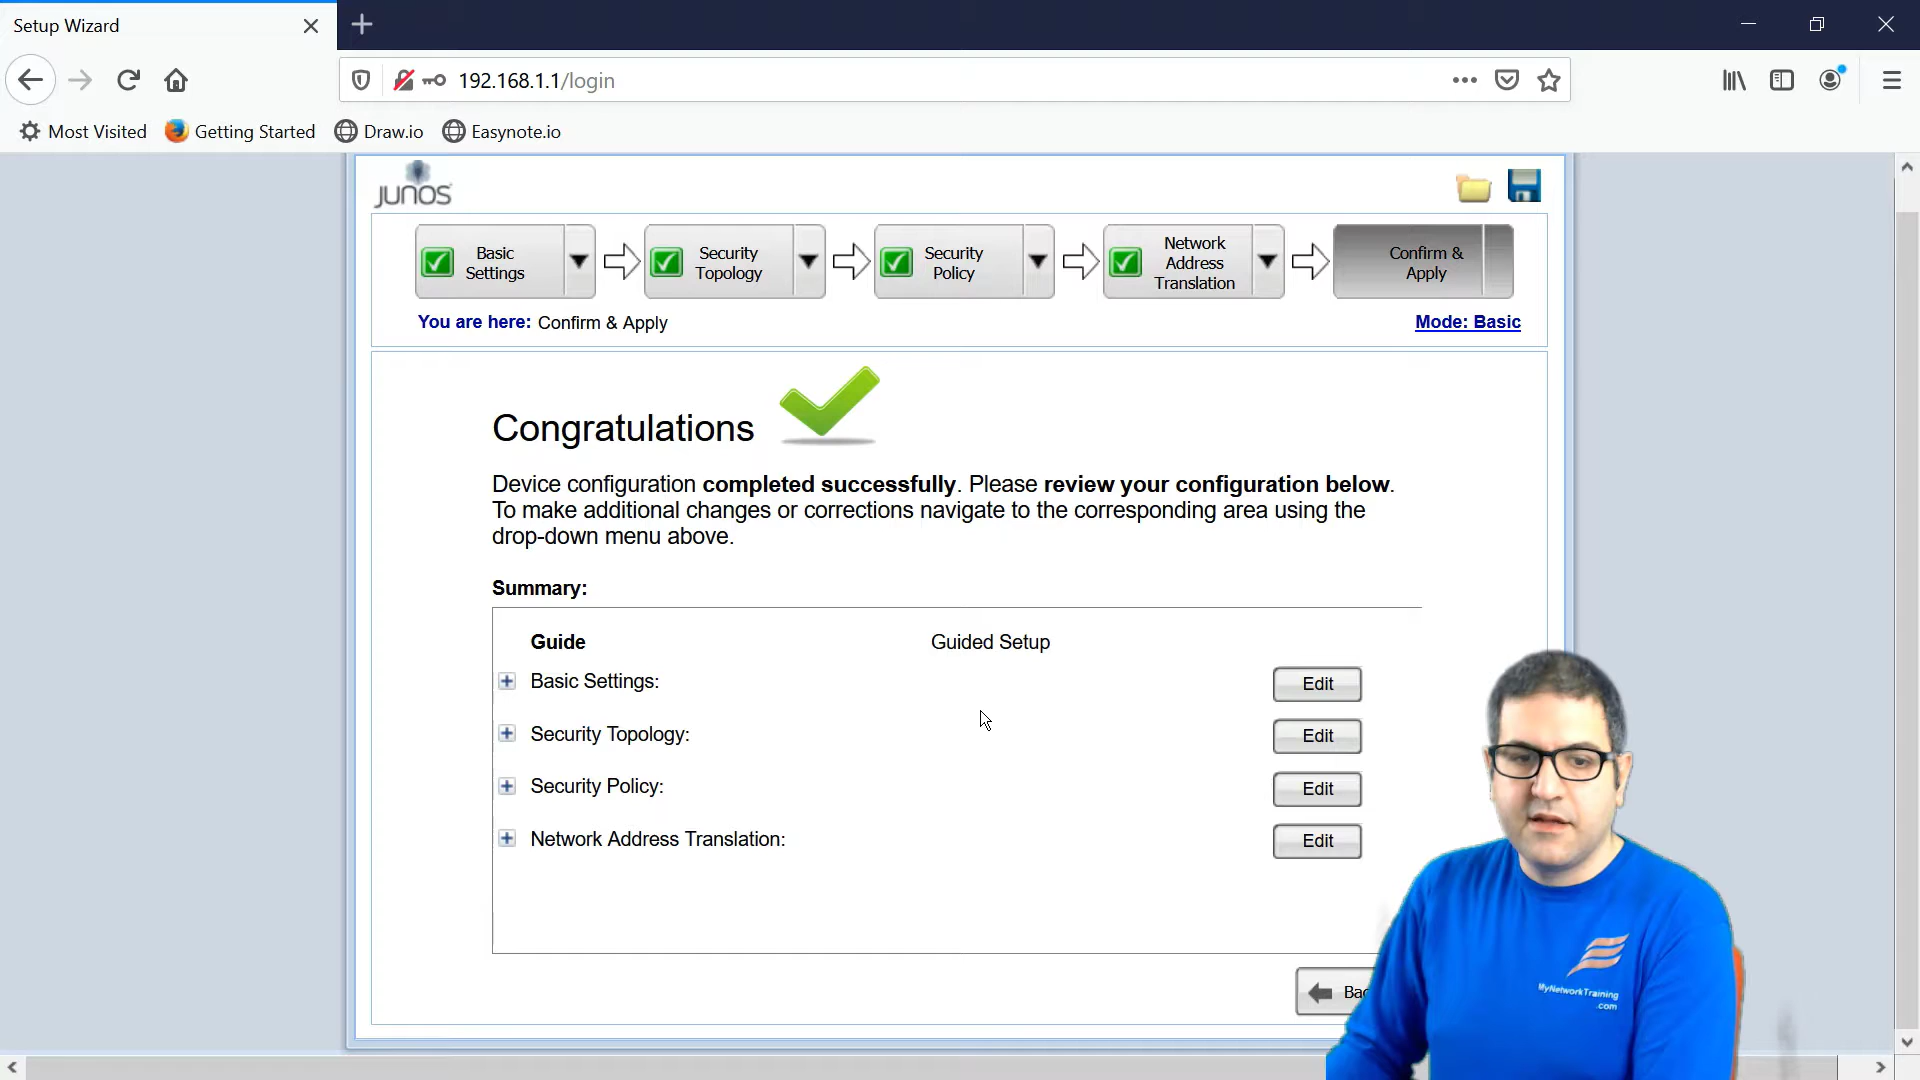 Setup Wizard
192.168.1.1/login
Most Visited
Getting Started
Draw.io
Easynote.io
JUNOS
Basic
Settings
Security
Topology
Security
Policy
Network
Address
Translation
Confirm &
Apply
You are here: Confirm & Apply
Mode: Basic
Congratulations
Device configuration completed successfully. Please review your configuration below.
To make additional changes or corrections navigate to the corresponding area using the
drop-down menu above.
Summary:
Guide
Guided Setup
Basic Settings:
Edit
Security Topology:
Edit
Security Policy:
Edit
Network Address Translation:
Edit
MyNetworkTraining
.com